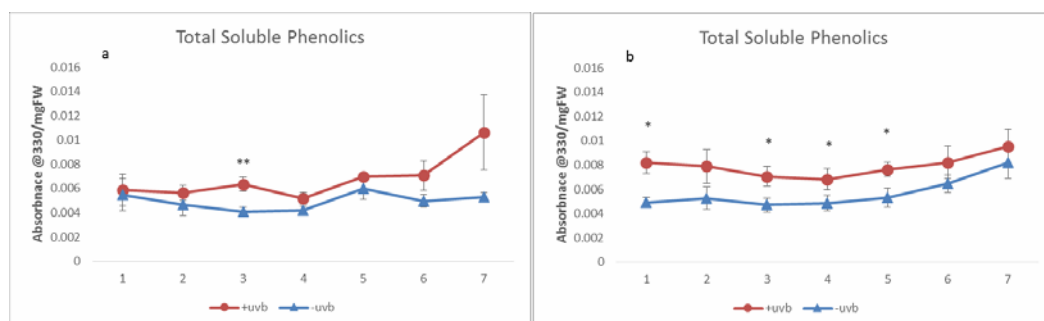 Total Soluble Phenolics
a
0.016
0.014
0.012
0.01
0.008
0.006
0.004
0.002
0
Absorbnace @330/mgFW
**
1 2 3 4 5 6 7
+uvb -uvb
Total Soluble Phenolics
b
0.016
0.014
0.012
0.01
0.008
0.006
0.004
0.002
0
Absorbnace @330/mgFW
* * * *
1 2 3 4 5 6 7
+uvb -uvb